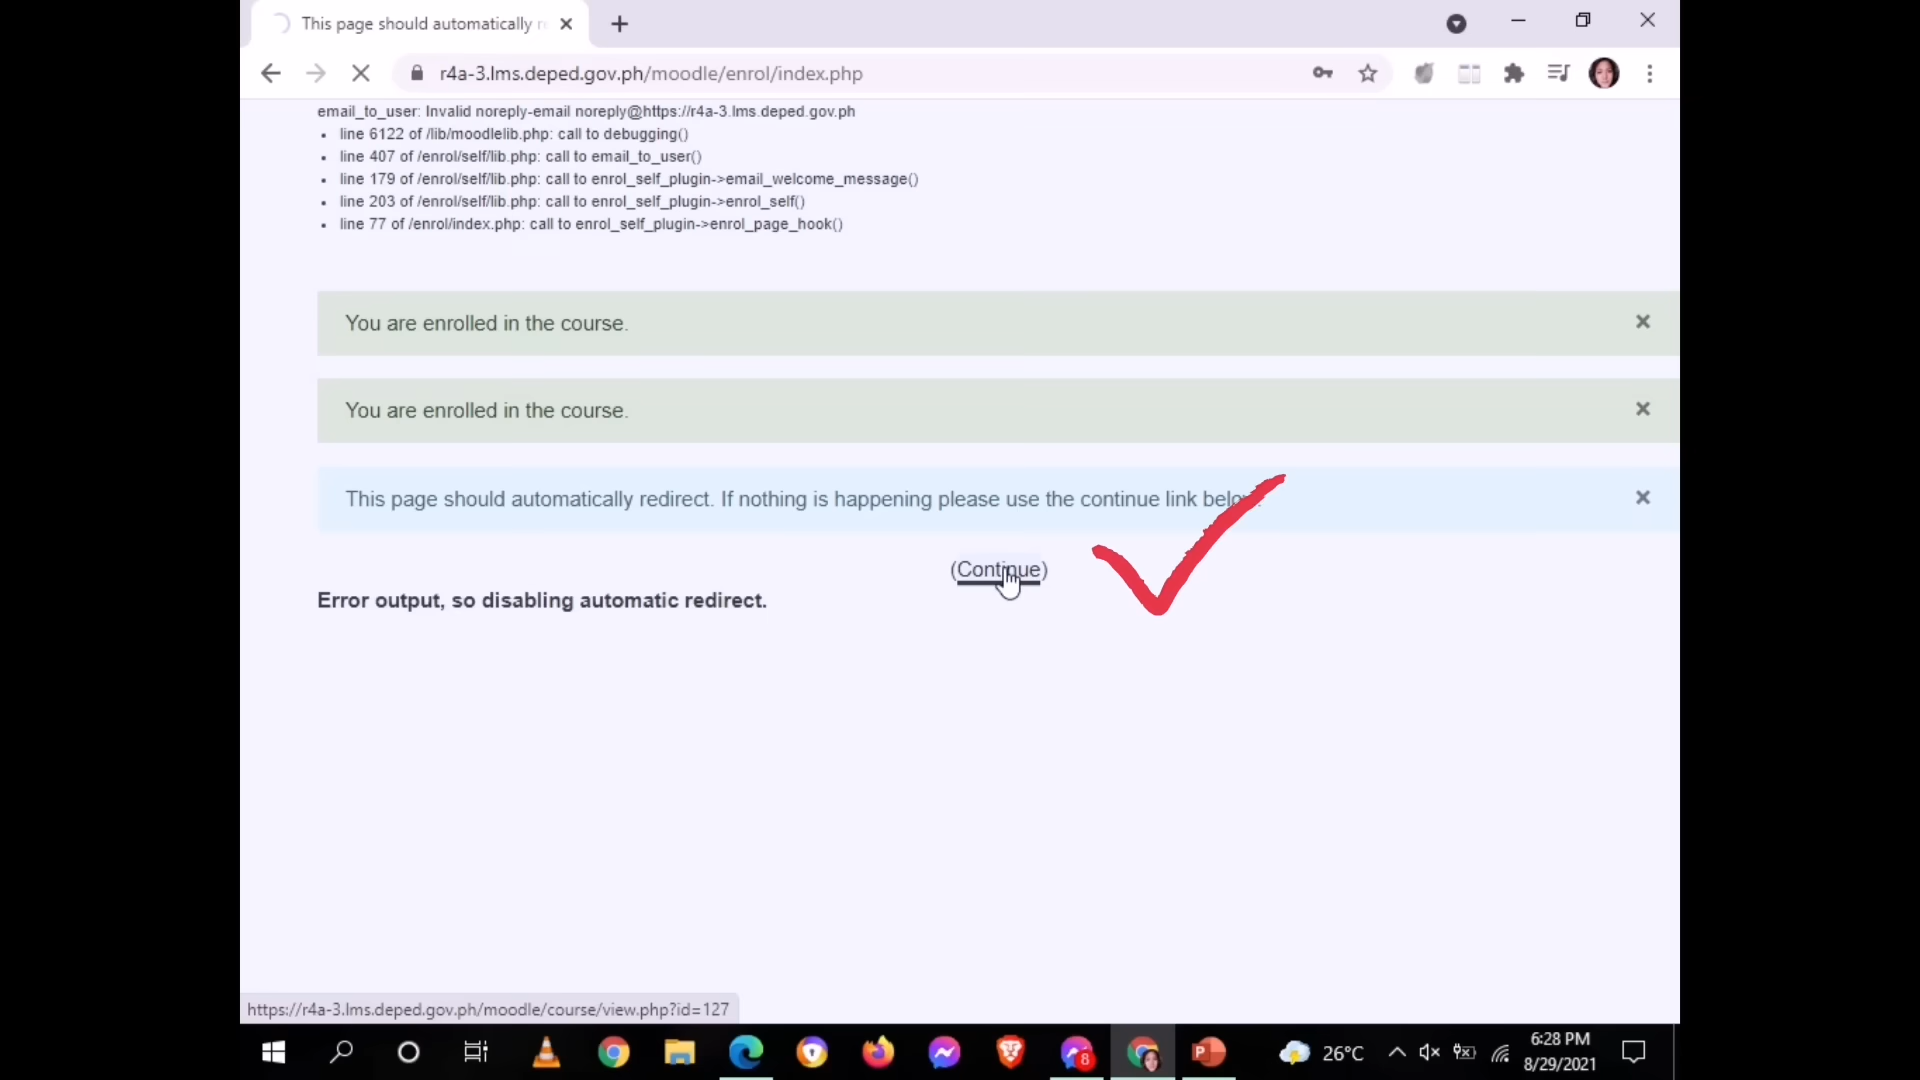 This page should automatically
r4a-3.lms.deped.gov.ph/moodle/enrol/index.php
email_to_user: Invalid noreply-email noreply@https://r4a-3.lms.deped.gov.ph
• line 6122 of /lib/moodlelib.php: call to debugging()
• line 407 of /enrol/self/lib.php: call to email_to_user()
• line 179 of /enrol/self/lib.php: call to enrol_self_plugin->email_welcome_message()
• line 203 of /enrol/self/lib.php: call to enrol_self_plugin->enrol_self()
• line 77 of /enrol/index.php: call to enrol_self_plugin->enrol_page_hook()
You are enrolled in the course.
You are enrolled in the course.
This page should automatically redirect. If nothing is happening please use the continue link below.
(Continue)
Error output, so disabling automatic redirect.
https://r4a-3.lms.deped.gov.ph/moodle/course/view.php?id=127
8
26°C
6:28 PM
8/29/2021